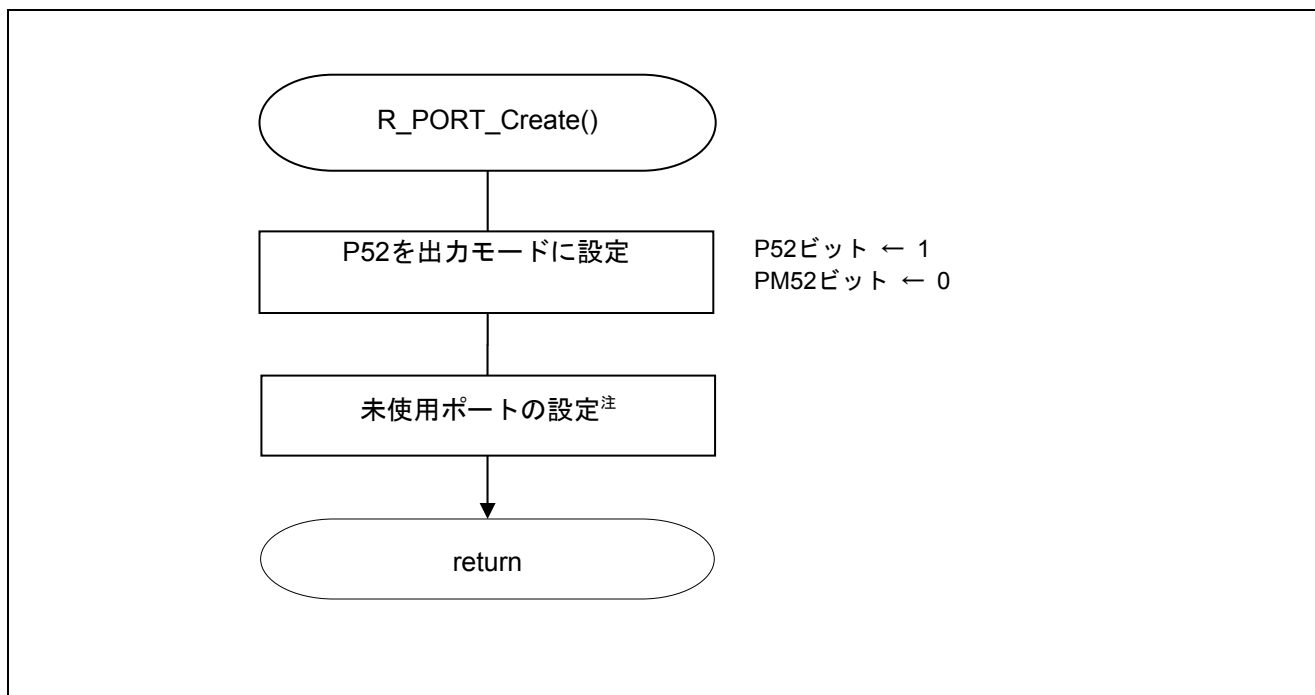 R_PORT_Create()
P52を出力モードに設定
P52ビット ← 1
PM52ビット ← 0
未使用ポートの設定注
return